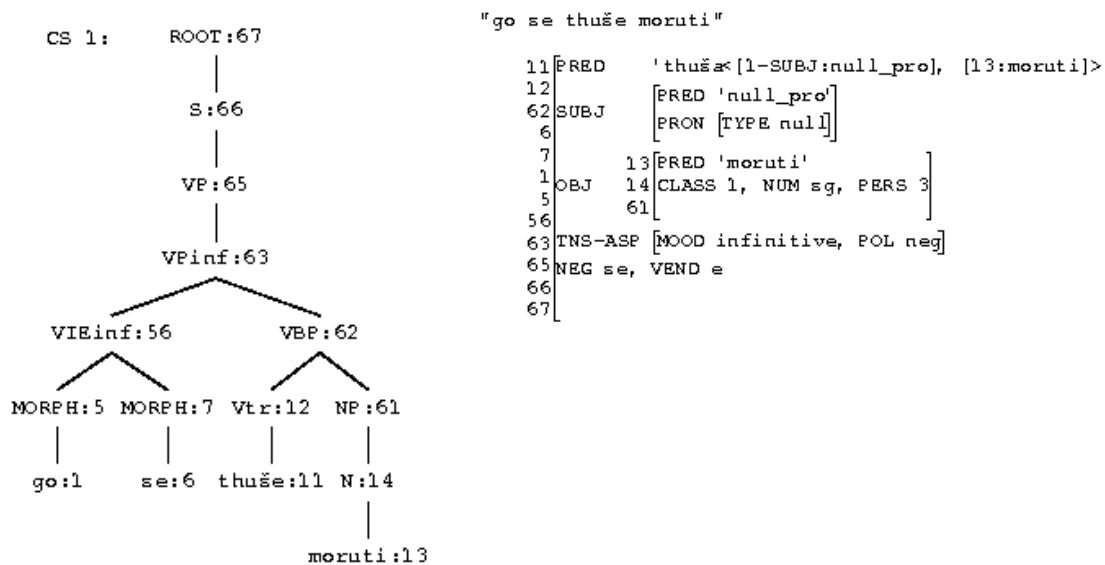 "go se thuše moruti"
CS 1: ROOT:67
S:66
VP:65
VPinf:63
VIEinf:56 VBP:62
MORPH:5 MORPH:7 Vtr:12 NP:61
go:1 se:6 thuše:11 N:14
moruti:13
11 PRED 'thuša<[1-SUBJ:null_pro], [13:moruti]>
12 PRED 'null_pro'
62 SUBJ
6 PRON [TYPE null]
7 13 PRED 'moruti'
1 OBJ 14 CLASS 1, NUM sg, PERS 3
5 61
56
63 TNS-ASP [MOOD infinitive, POL neg]
65 NEG se, VEND e
66
67